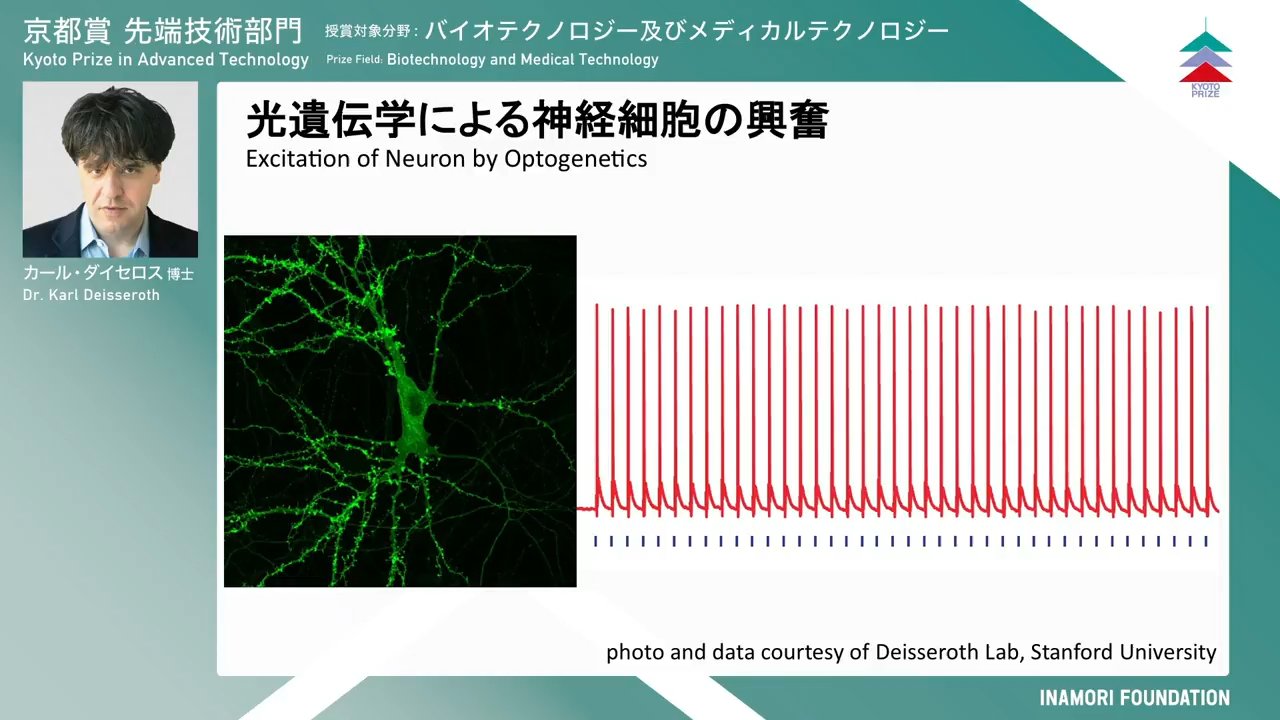 京都賞 先端技術部門 授賞対象分野 : バイオテクノロジー及びメディカルテクノロジー
Kyoto Prize in Advanced Technology Prize Field: Biotechnology and Medical Technology
KYOTO
PRIZE
光遺伝学による神経細胞の興奮
Excitation of Neuron by Optogenetics
カール・ダイセロス 博士
Dr. Karl Deisseroth
photo and data courtesy of Deisseroth Lab, Stanford University
INAMORI FOUNDATION